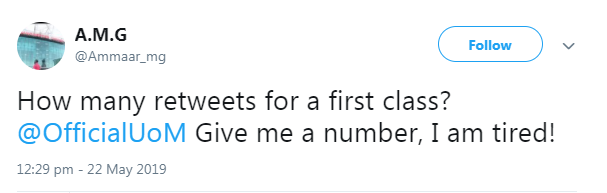 A.M.G
@Ammaar_mg
Follow
How many retweets for a first class?
@OfficialUoM Give me a number, I am tired!
12:29 pm - 22 May 2019